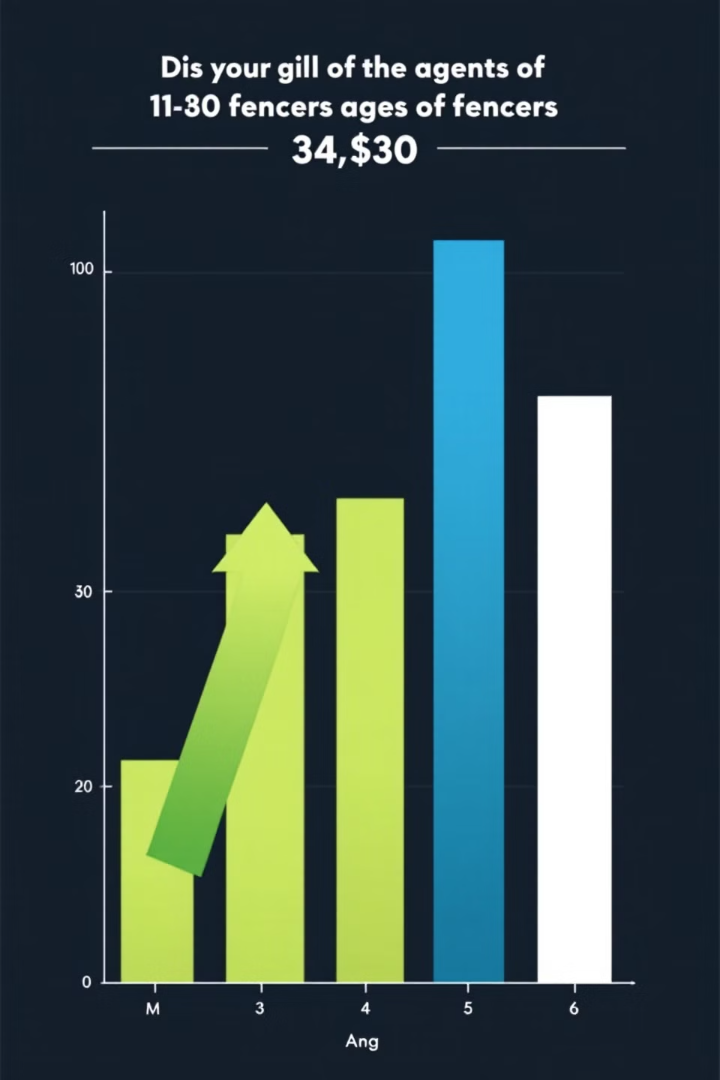 Dis your gill of the agents of
11-30 fencers ages of fencers
34,$30
100
30
20
0
M 3 4 5 6
Ang